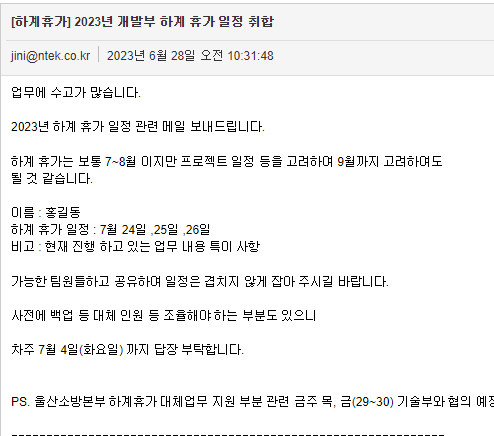 [하계휴가] 2023년 개발부 하계 휴가 일정 취합
jini@ntek.co.kr 2023년 6월 28일 오전 10:31:48
업무에 수고가 많습니다.
2023년 하계 휴가 일정 관련 메일 보내드립니다.
하계 휴가는 보통 7~8월 이지만 프로젝트 일정 등을 고려하여 9월까지 고려하여도
될 것 같습니다.
이름 : 홍길동
하계 휴가 일정 : 7월 24일 ,25일 ,26일
비고 : 현재 진행 하고 있는 업무 내용 특이 사항
가능한 팀원들하고 공유하여 일정은 겹치지 않게 잡아 주시길 바랍니다.
사전에 백업 등 대체 인원 등 조율해야 하는 부분도 있으니
차주 7월 4일(화요일) 까지 답장 부탁합니다.
PS. 울산소방본부 하계휴가 대체업무 지원 부분 관련 금주 목, 금(29~30) 기술부와 협의 예정